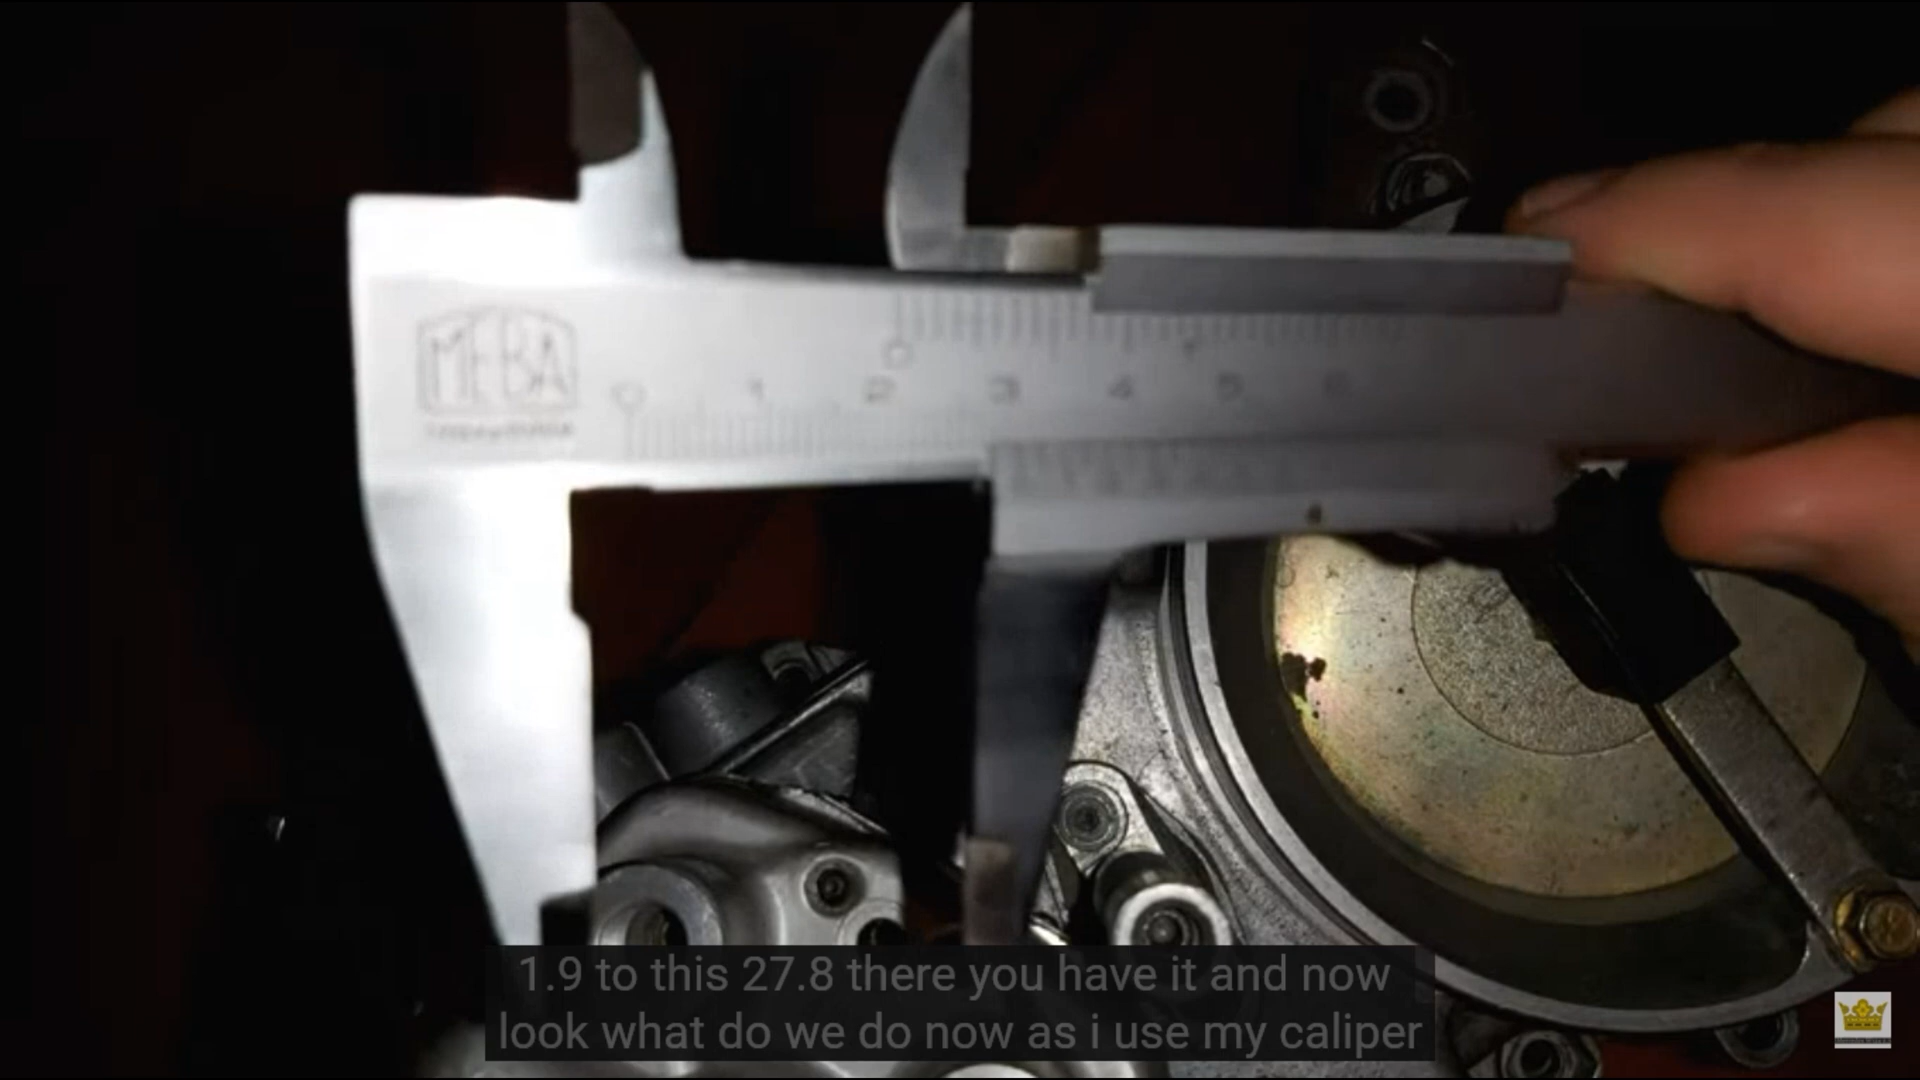 MEBA
0
0 1 2 3 4 5 6
1.9 to this 27.8 there you have it and now
look what do we do now as i use my caliper